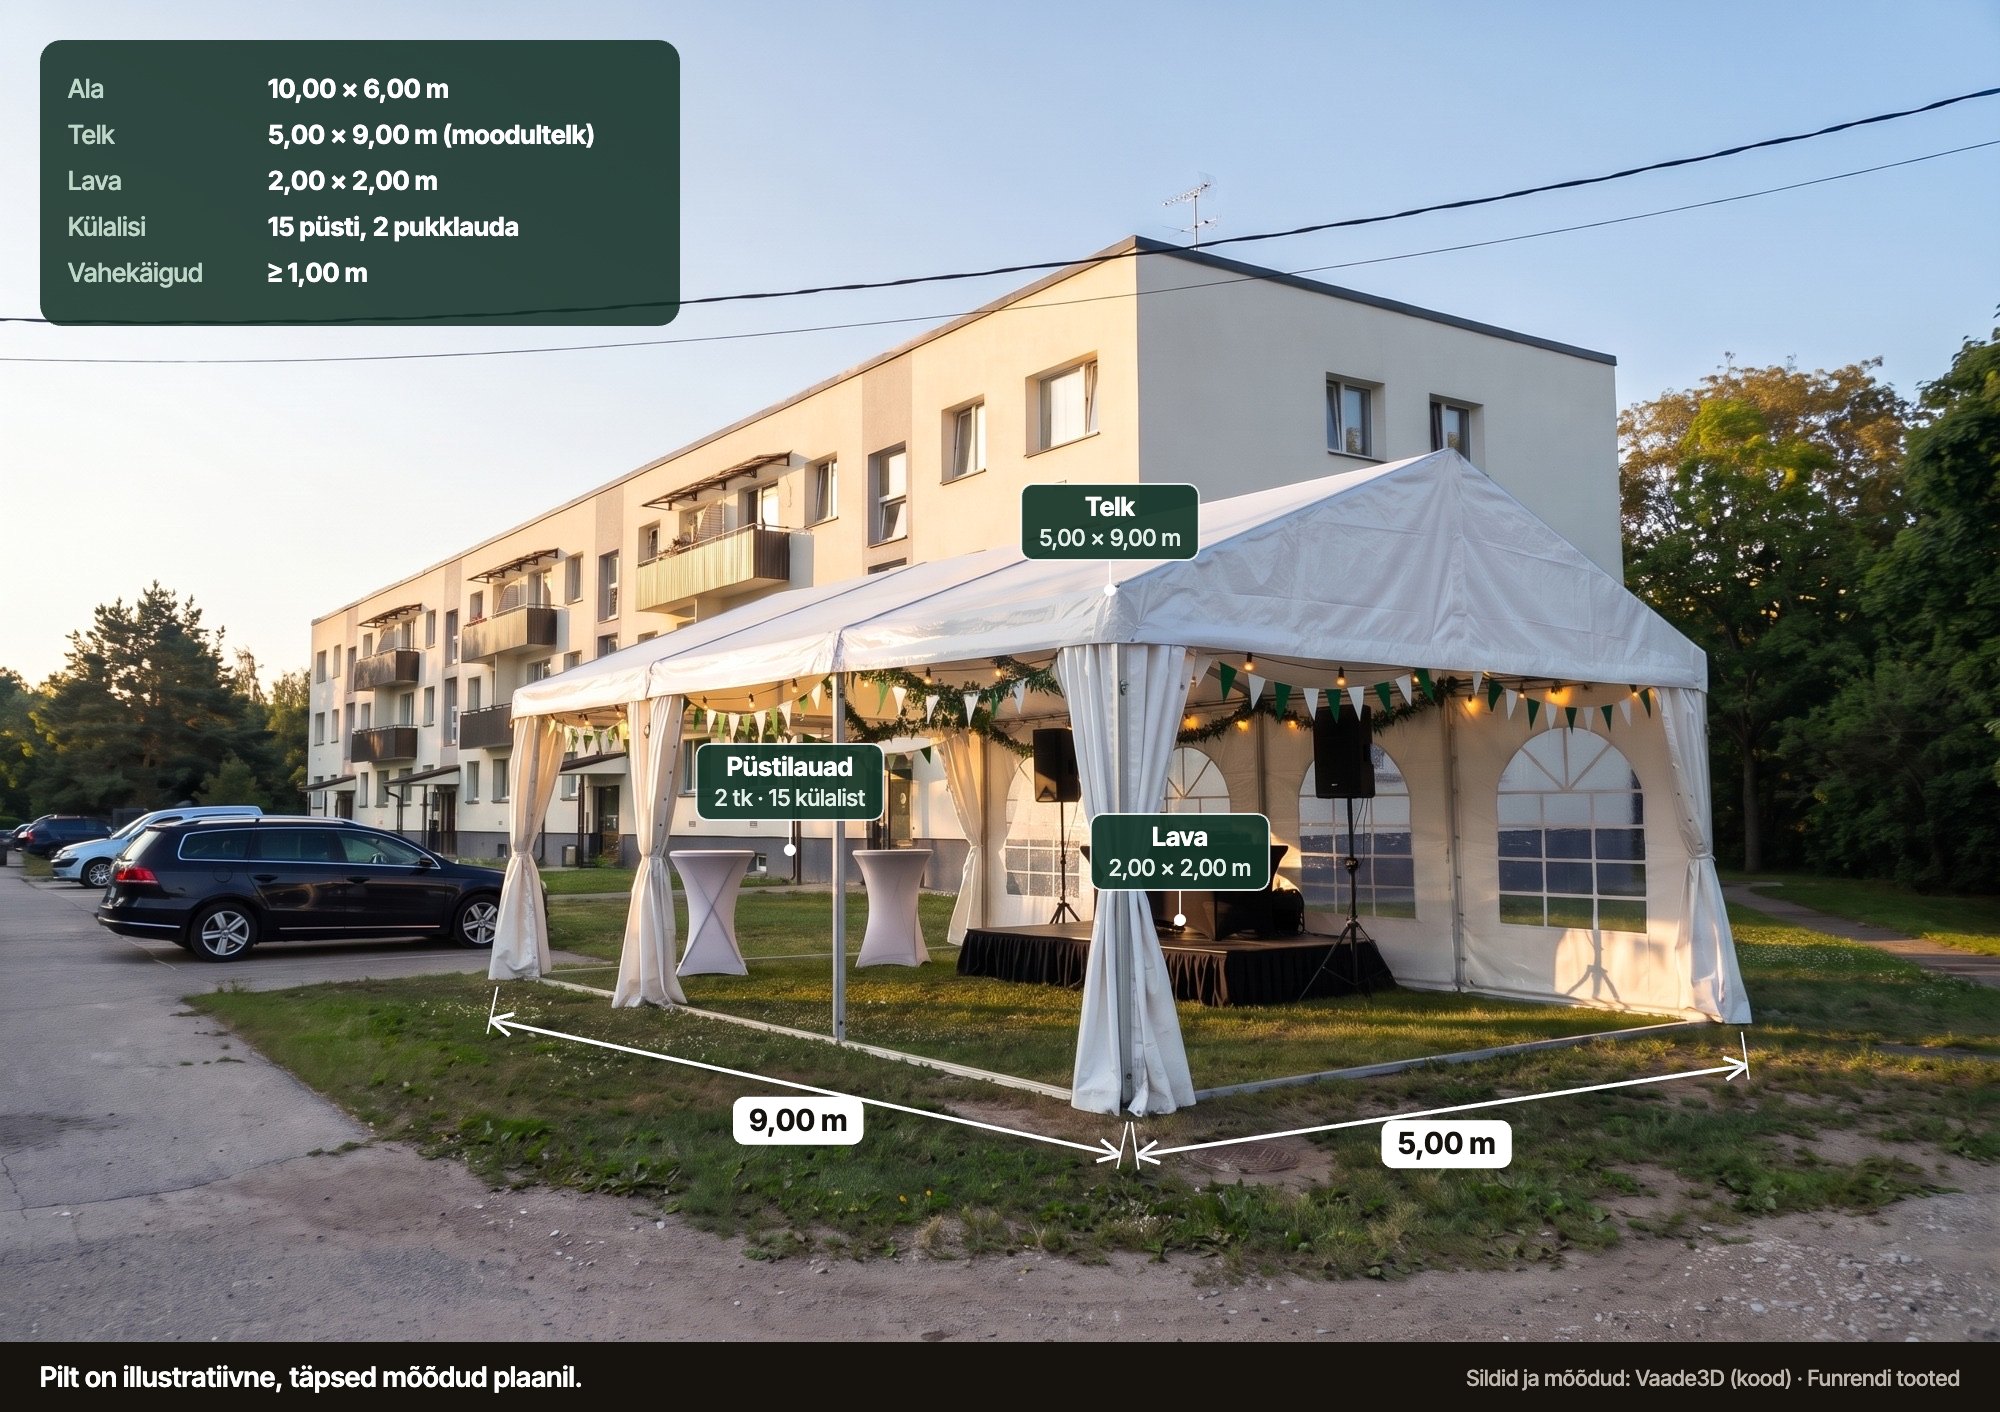 Ala 10,00 × 6,00 m
Telk 5,00 × 9,00 m (moodultelk)
Lava 2,00 × 2,00 m
Külalisi 15 püsti, 2 pukklauda
Vahekäigud ≥ 1,00 m
Telk
5,00 × 9,00 m
Püstilauad
2 tk · 15 külalist
Lava
2,00 × 2,00 m
9,00 m
5,00 m
Pilt on illustratiivne, täpsed mõõdud plaanil.
Sildid ja mõõdud: Vaade3D (kood) · Funrendi tooted